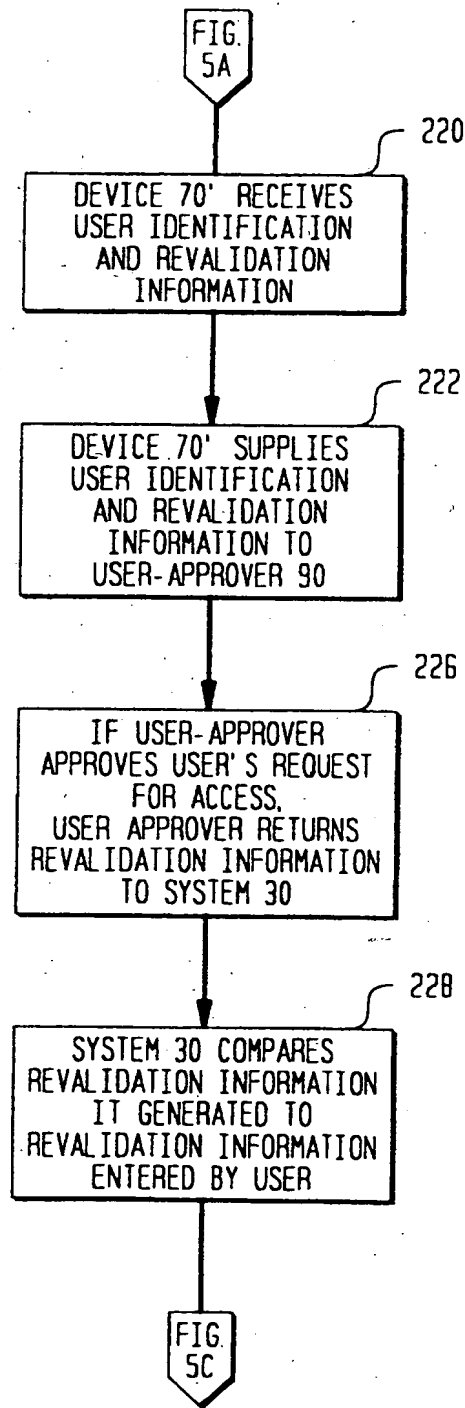 FIG.
5A
220
DEVICE 70' RECEIVES
USER IDENTIFICATION
AND REVALIDATION
INFORMATION
222
DEVICE 70' SUPPLIES
USER IDENTIFICATION
AND REVALIDATION
INFORMATION TO
USER-APPROVER 90
226
IF USER-APPROVER
APPROVES USER'S REQUEST
FOR ACCESS,
USER APPROVER RETURNS
REVALIDATION INFORMATION
TO SYSTEM 30
228
SYSTEM 30 COMPARES
REVALIDATION INFORMATION
IT GENERATED TO
REVALIDATION INFORMATION
ENTERED BY USER
FIG.
5C